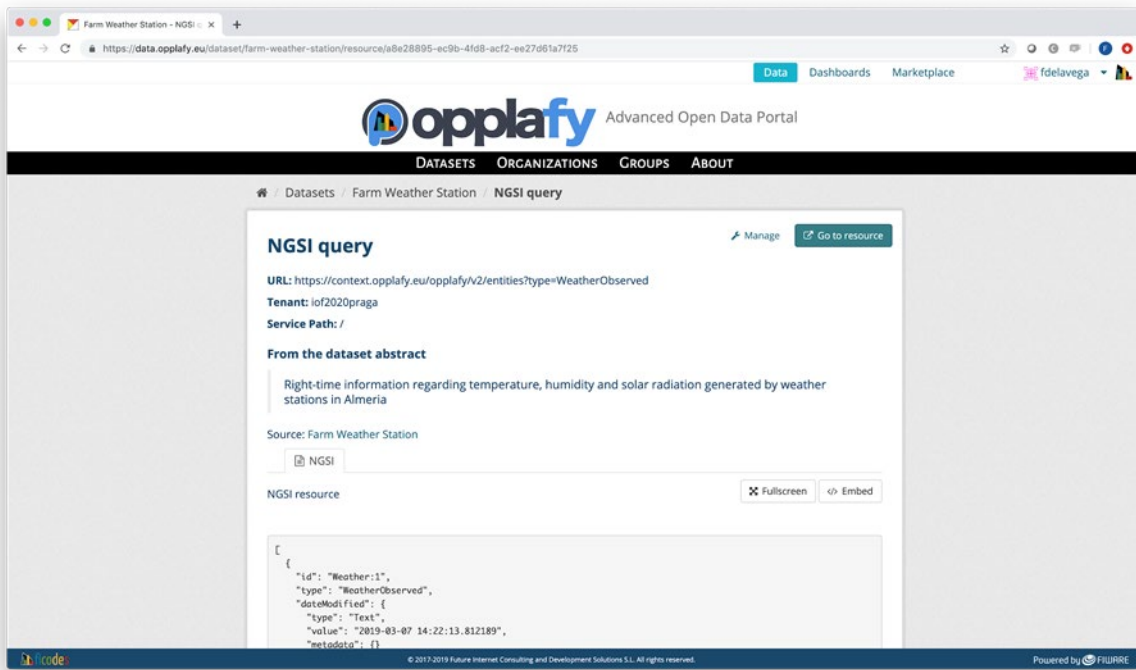 Farm Weather Station - NGSI
https://data.opplafy.eu/dataset/farm-weather-station/resource/a8e28895-ec9b-4fd8-acf2-ee27d61a7f25
Data Dashboards Marketplace fdelavega
opplafy Advanced Open Data Portal
DATASETS ORGANIZATIONS GROUPS ABOUT
/ Datasets / Farm Weather Station / NGSI query
NGSI query
Manage Go to resource
URL: https://context.opplafy.eu/opplafy/v2/entities?type=WeatherObserved
Tenant: iof2020praga
Service Path: /
From the dataset abstract
Right-time information regarding temperature, humidity and solar radiation generated by weather
stations in Almeria
Source: Farm Weather Station
NGSI
NGSI resource Fullscreen </> Embed
[
{
"id": "Weather:1",
"type": "WeatherObserved",
"dateModified": {
"type": "Text",
"value": "2019-03-07 14:22:13.812189",
"metadata": {}
ficodes © 2017-2019 Future Internet Consulting and Development Solutions S.L. All rights reserved. Powered by FIWARE